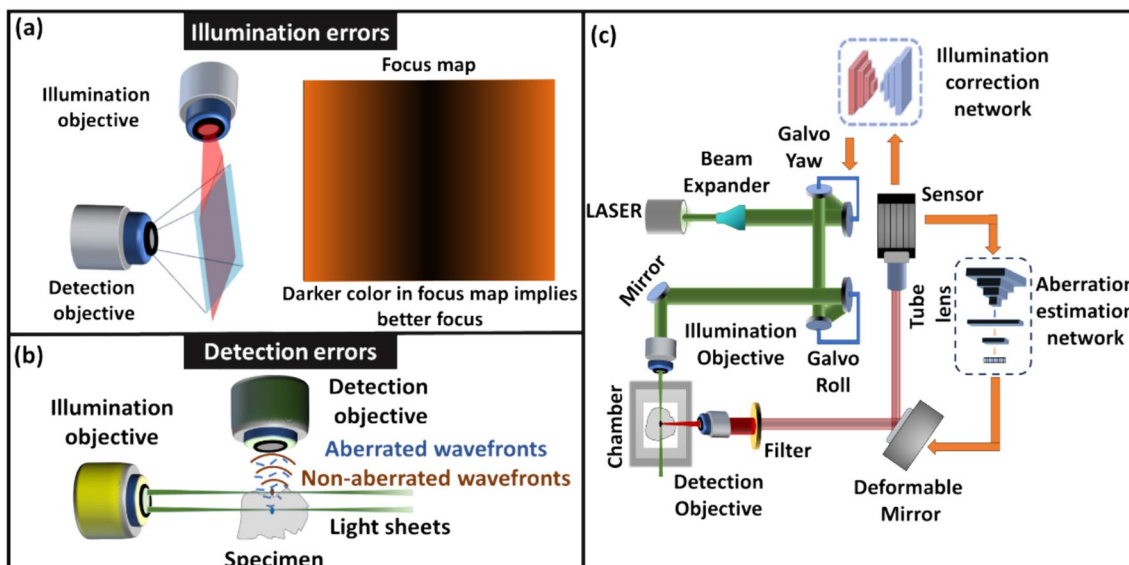 (a)
Illumination errors
Focus map
Illumination
objective
Detection
objective
Darker color in focus map implies
better focus
(b)
Detection errors
Illumination
objective
Detection
objective
Aberrated wavefronts
Non-aberrated wavefronts
Light sheets
Specimen
(c)
Illumination
correction
network
Galvo
Yaw
Beam
Expander
LASER
Sensor
Mirror
Illumination
Objective
Galvo
Roll
Tube
lens
Aberration
estimation
network
Chamber
Filter
Detection
Objective
Deformable
Mirror